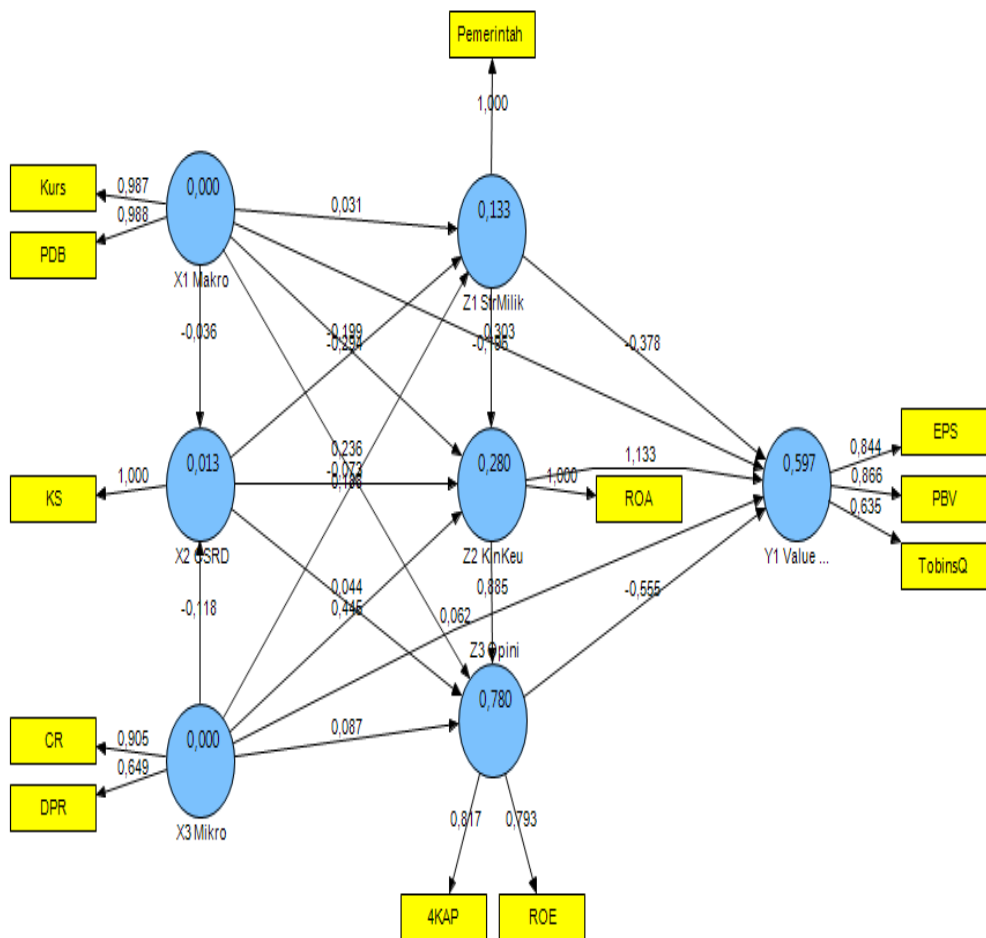 Pemerintah
1,000
Kurs
0,987
0,000
0,031
0,133
PDB
0,988
X1 Makro
Z1 StrMilik
-0,036
-0,199
-0,294
0,303
-0,378
EPS
0,844
0,013
0,236
-0,073
0,280
1,133
0,597
0,866
PBV
KS
1,000
1,000
ROA
0,635
X2 CSRD
Z2 KinKeu
Y1 Value ...
TobinsQ
-0,118
0,044
0,445
0,885
0,062
-0,555
Z3 Opini
0,000
0,780
CR
0,905
0,087
0,649
DPR
X3 Mikro
0,817
0,793
4KAP
ROE